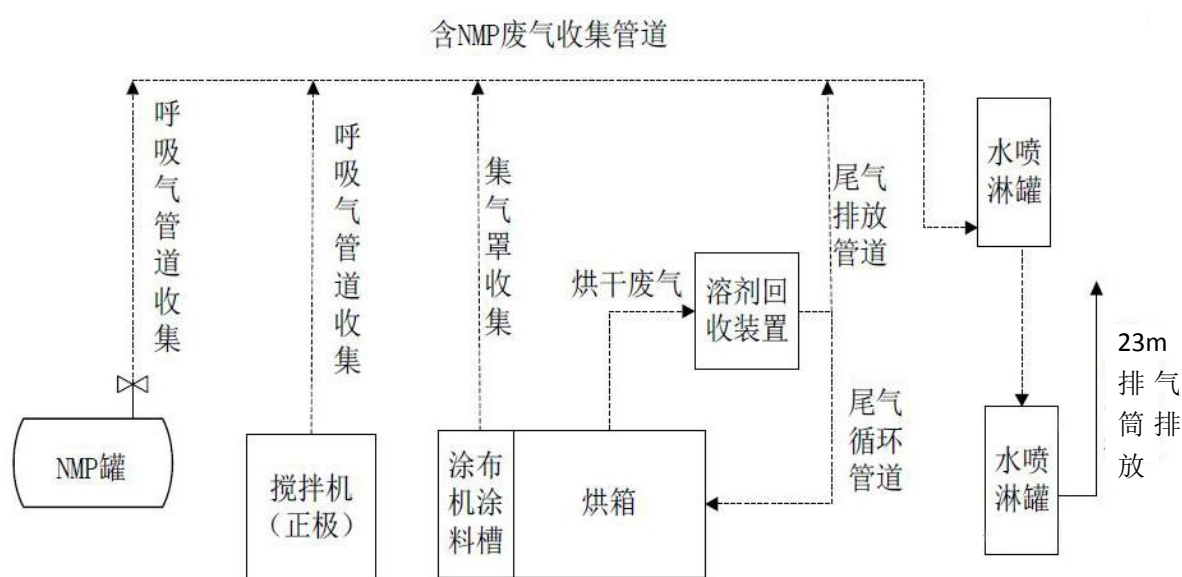 含NMP废气收集管道
呼吸气管道收集
呼吸气管道收集
集气罩收集
尾气
排放
管道
水喷
淋罐
烘干废气
溶剂回
收装置
23m
排气
筒排
放
尾气
循环
管道
NMP罐
搅拌机
（正极）
涂布
机涂
料槽
烘箱
水喷
淋罐